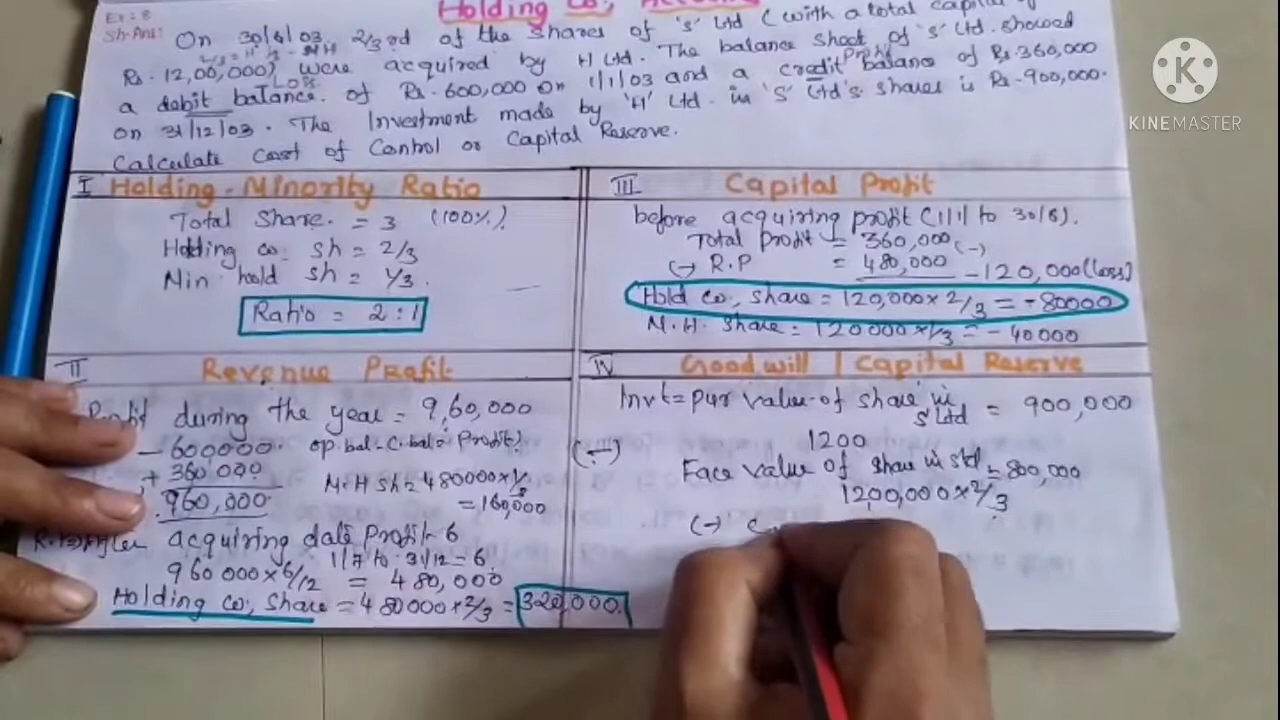 Holding Co., Account
Ex: 8
Sh-Ans:
On 30/6/03, 2/3rd of the shares of 's' Ltd (with a total capital of
Rs. 12,00,000), were acquired by H Ltd. The balance sheet of 's' Ltd. showed
Loss Profit
a debit balance. of Rs. 600,000 on 1/1/03 and a credit balance of Rs. 360,000
on 31/12/03. The Investment made by 'H' Ltd. in 's' Ltd's. shares is Rs. 900,000.
Calculate Cost of Control or Capital Reserve.
I Holding-Minority Ratio
Total Share. = 3 (100%)
Holding co: sh = 2/3
Min hold sh = 1/3.
Ratio = 2:1
II Revenue Profit
Profit during the year = 9,60,000
- 600000. op.bal-C.bal = Profit)
+ 360 000
960,000
M.H Sh = 480000 x 1/3
= 160,000
acquiring date Profit - 6
1/7 to 31/12 = 6
960 000 x 6/12 = 480,000
Holding co:, Share = 480000 x 2/3 = 320,000.
III Capital Profit
before acquiring profit (1/1 to 30/6).
Total profit = 360,000 (-)
(-) R.P = 480,000 -120,000 (loss)
Hold co:, share = 120,000 x 2/3 = -80000
M.H. Share = 120000 x 1/3 = -40000
IV Goodwill / Capital Reserve
Invt = pur value of share in
s Ltd = 900,000
1200
(-)
Face value of share in s Ltd = 800,000
1200,000 x 2/3
(-)
K
KINEMASTER